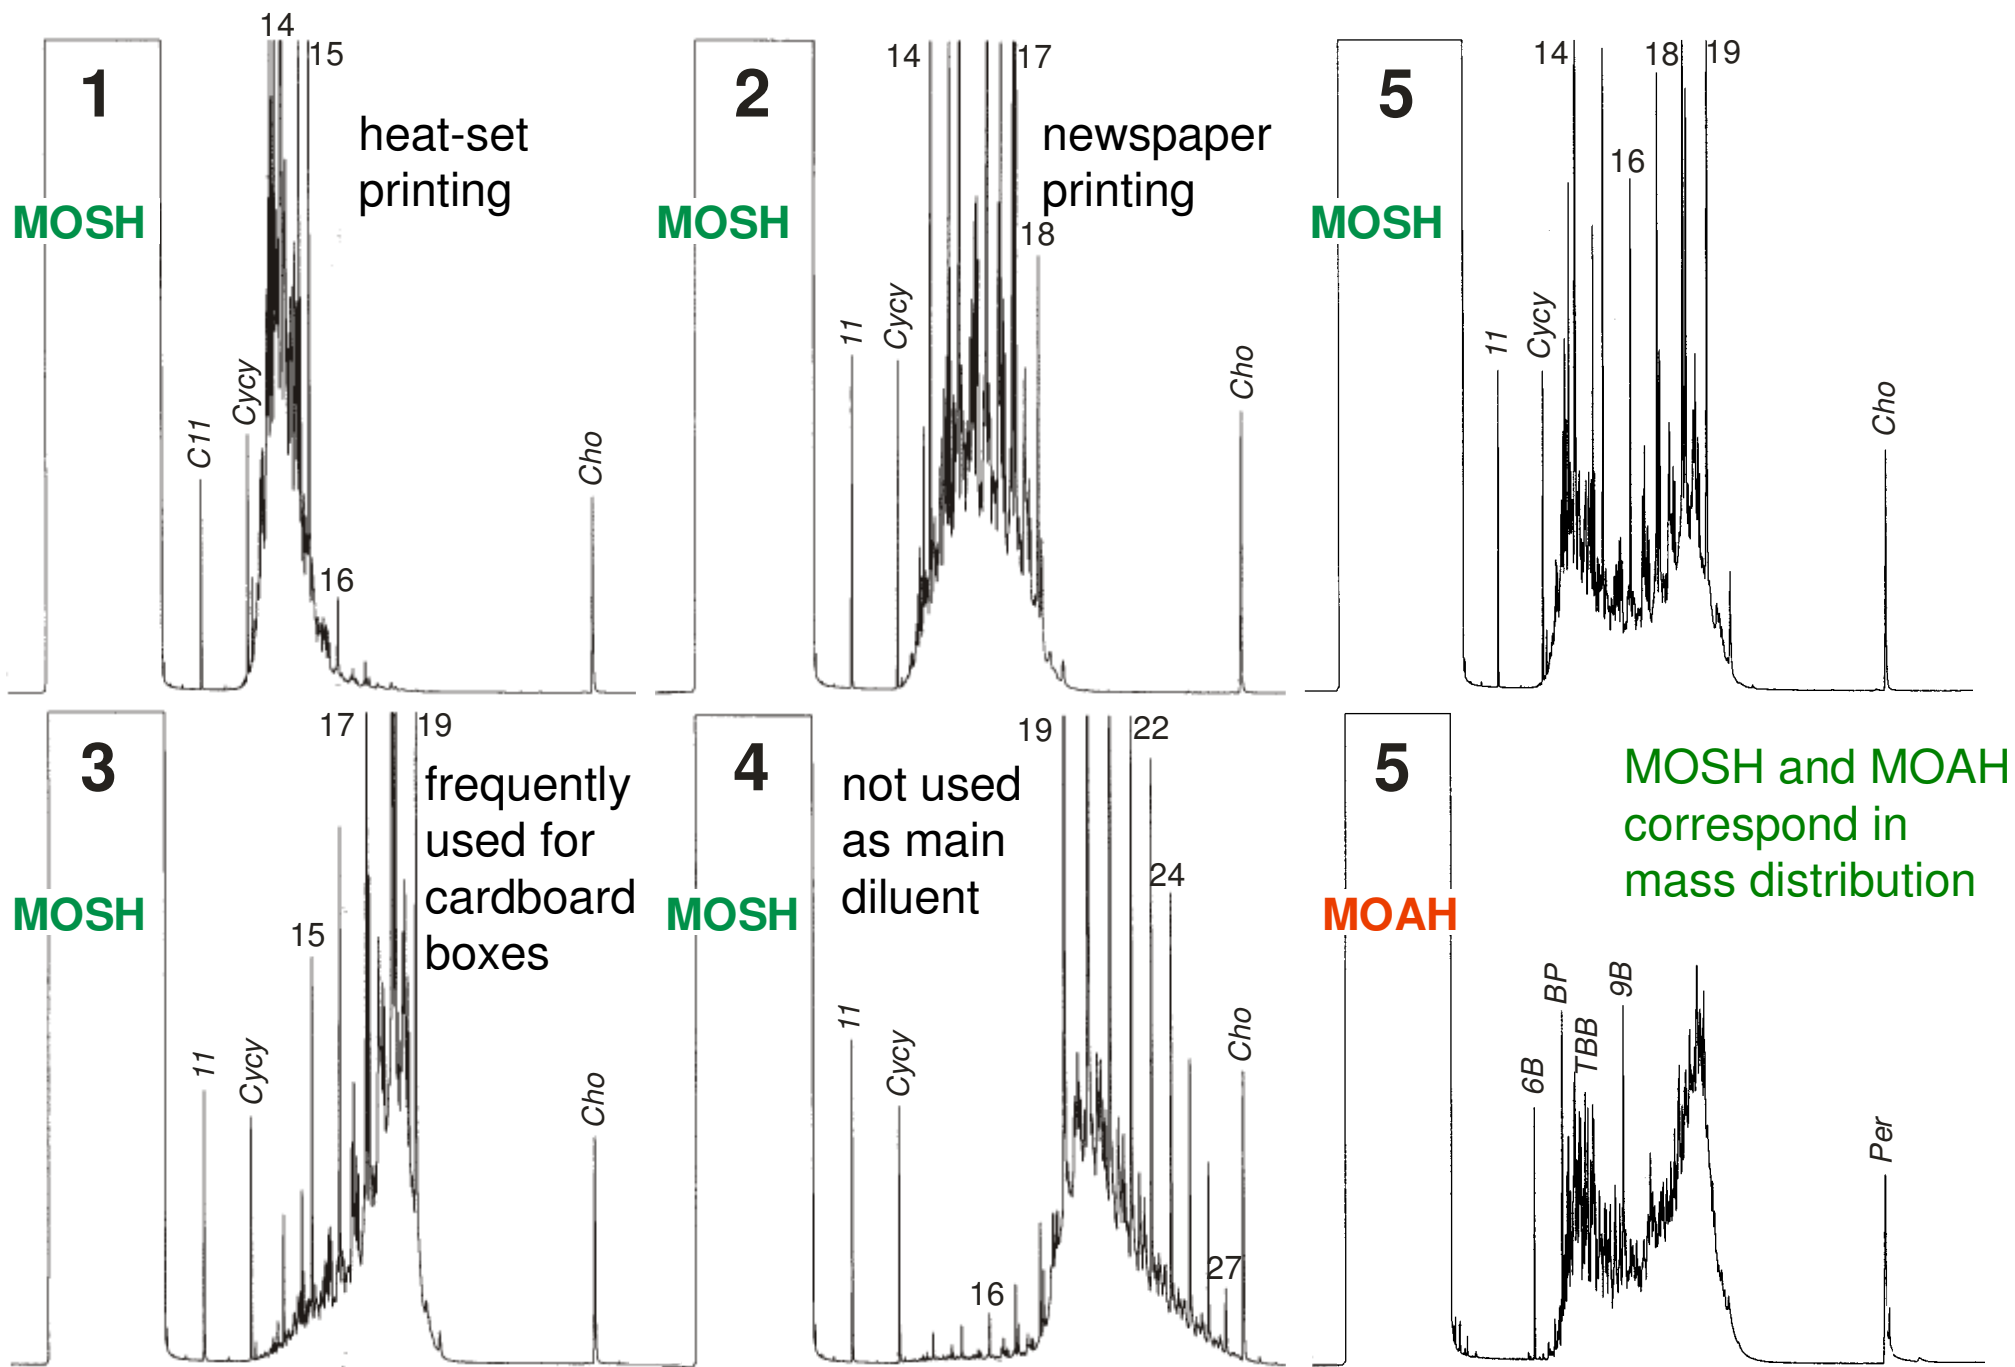 1
heat-set
printing
MOSH
14
15
C11
Cycy
16
Cho
2
newspaper
printing
MOSH
14
17
18
11
Cycy
Cho
5
MOSH
14
18
19
16
11
Cycy
Cho
3
frequently
used for
cardboard
boxes
MOSH
17
19
15
11
Cycy
Cho
4
not used
as main
diluent
MOSH
19
22
24
27
16
11
Cycy
Cho
5
MOSH and MOAH
correspond in
mass distribution
MOAH
6B
BP
TBB
9B
Per